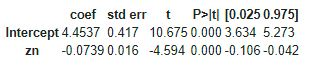 coef std err t P>|t| [0.025 0.975]
Intercept 4.4537 0.417 10.675 0.000 3.634 5.273
zn -0.0739 0.016 -4.594 0.000 -0.106 -0.042